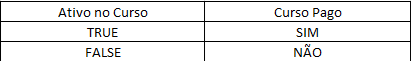 Ativo no Curso Curso Pago
TRUE SIM
FALSE NÃO